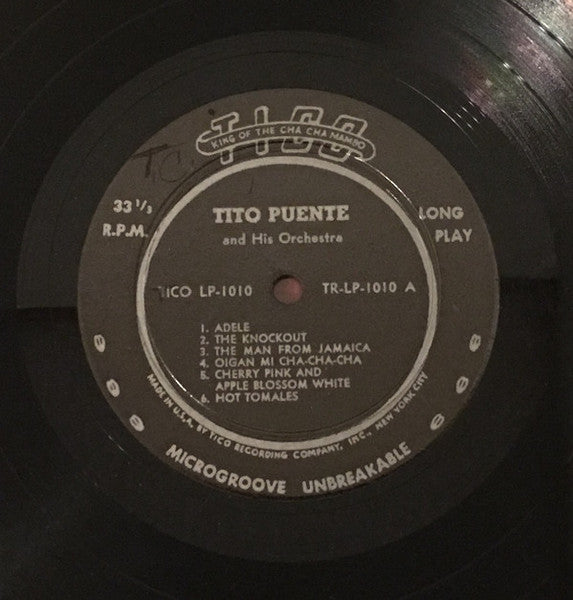 TICO
KING OF THE CHA CHA MAMBO
T.C.
33 1/3
R.P.M.
TITO PUENTE
and His Orchestra
LONG
PLAY
TICO LP-1010
TR-LP-1010 A
1. ADELE
2. THE KNOCKOUT
3. THE MAN FROM JAMAICA
4. OIGAN MI CHA-CHA-CHA
5. CHERRY PINK AND
APPLE BLOSSOM WHITE
6. HOT TOMALES
MADE IN U.S.A. BY TICO RECORDING COMPANY, INC., NEW YORK CITY
MICROGROOVE UNBREAKABLE